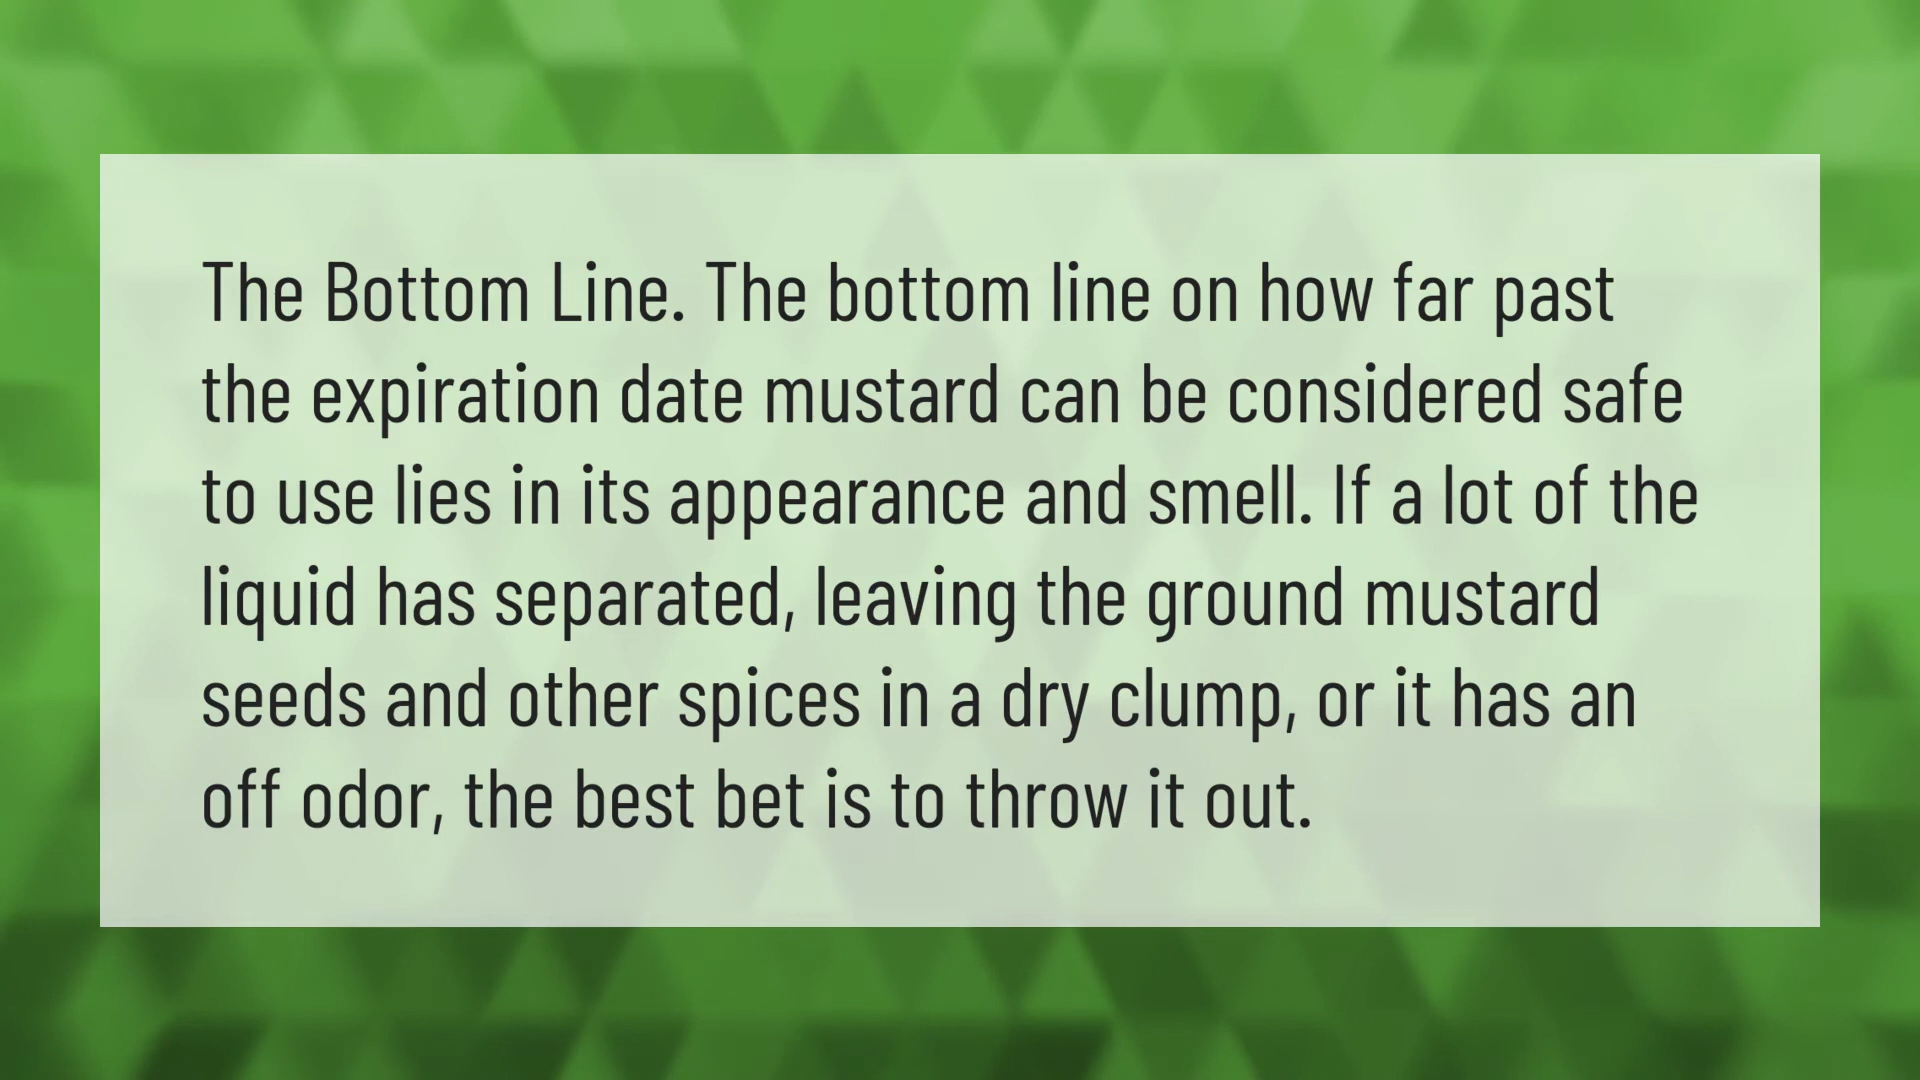 The Bottom Line. The bottom line on how far past
the expiration date mustard can be considered safe
to use lies in its appearance and smell. If a lot of the
liquid has separated, leaving the ground mustard
seeds and other spices in a dry clump, or it has an
off odor, the best bet is to throw it out.